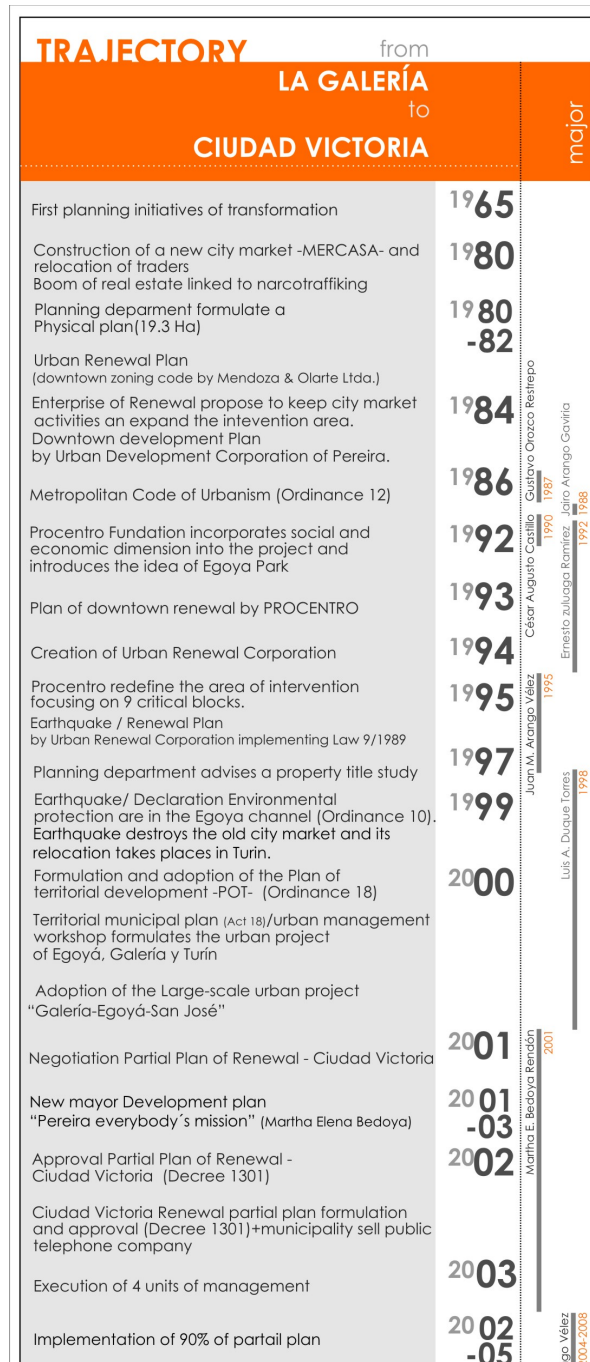 TRAJECTORY from
LA GALERÍA
to
CIUDAD VICTORIA
major
First planning initiatives of transformation
1965
Construction of a new city market -MERCASA- and
relocation of traders
Boom of real estate linked to narcotraffiking
1980
Planning deparment formulate a
Physical plan(19.3 Ha)
1980
-82
Urban Renewal Plan
(downtown zoning code by Mendoza & Olarte Ltda.)
Enterprise of Renewal propose to keep city market
activities an expand the intevention area.
1984
Downtown development Plan
by Urban Development Corporation of Pereira.
Metropolitan Code of Urbanism (Ordinance 12)
1986
Procentro Fundation incorporates social and
economic dimension into the project and
introduces the idea of Egoya Park
1992
Plan of downtown renewal by PROCENTRO
1993
Creation of Urban Renewal Corporation
1994
Procentro redefine the area of intervention
focusing on 9 critical blocks.
1995
Earthquake / Renewal Plan
by Urban Renewal Corporation implementing Law 9/1989
Planning department advises a property title study
1997
Earthquake/ Declaration Environmental
protection are in the Egoya channel (Ordinance 10).
Earthquake destroys the old city market and its
relocation takes places in Turin.
1999
Formulation and adoption of the Plan of
territorial development -POT- (Ordinance 18)
2000
Territorial municipal plan (Act 18)/urban management
workshop formulates the urban project
of Egoyá, Galería y Turín
Adoption of the Large-scale urban project
“Galería-Egoyá-San José”
Negotiation Partial Plan of Renewal - Ciudad Victoria
2001
New mayor Development plan
“Pereira everybody´s mission” (Martha Elena Bedoya)
2001
-03
Approval Partial Plan of Renewal -
Ciudad Victoria (Decree 1301)
2002
Ciudad Victoria Renewal partial plan formulation
and approval (Decree 1301)+municipality sell public
telephone company
Execution of 4 units of management
2003
Implementation of 90% of partail plan
2002
-05
Gustavo Orozco Restrepo
1987
Jairo Arango Gaviria
1988
César Augusto Castillo
1990
Ernesto zuluaga Ramírez
1992
Juan M. Arango Vélez
1995
Luis A. Duque Torres
1998
Martha E. Bedoya Rendón
2001
Vélez
2004-2008